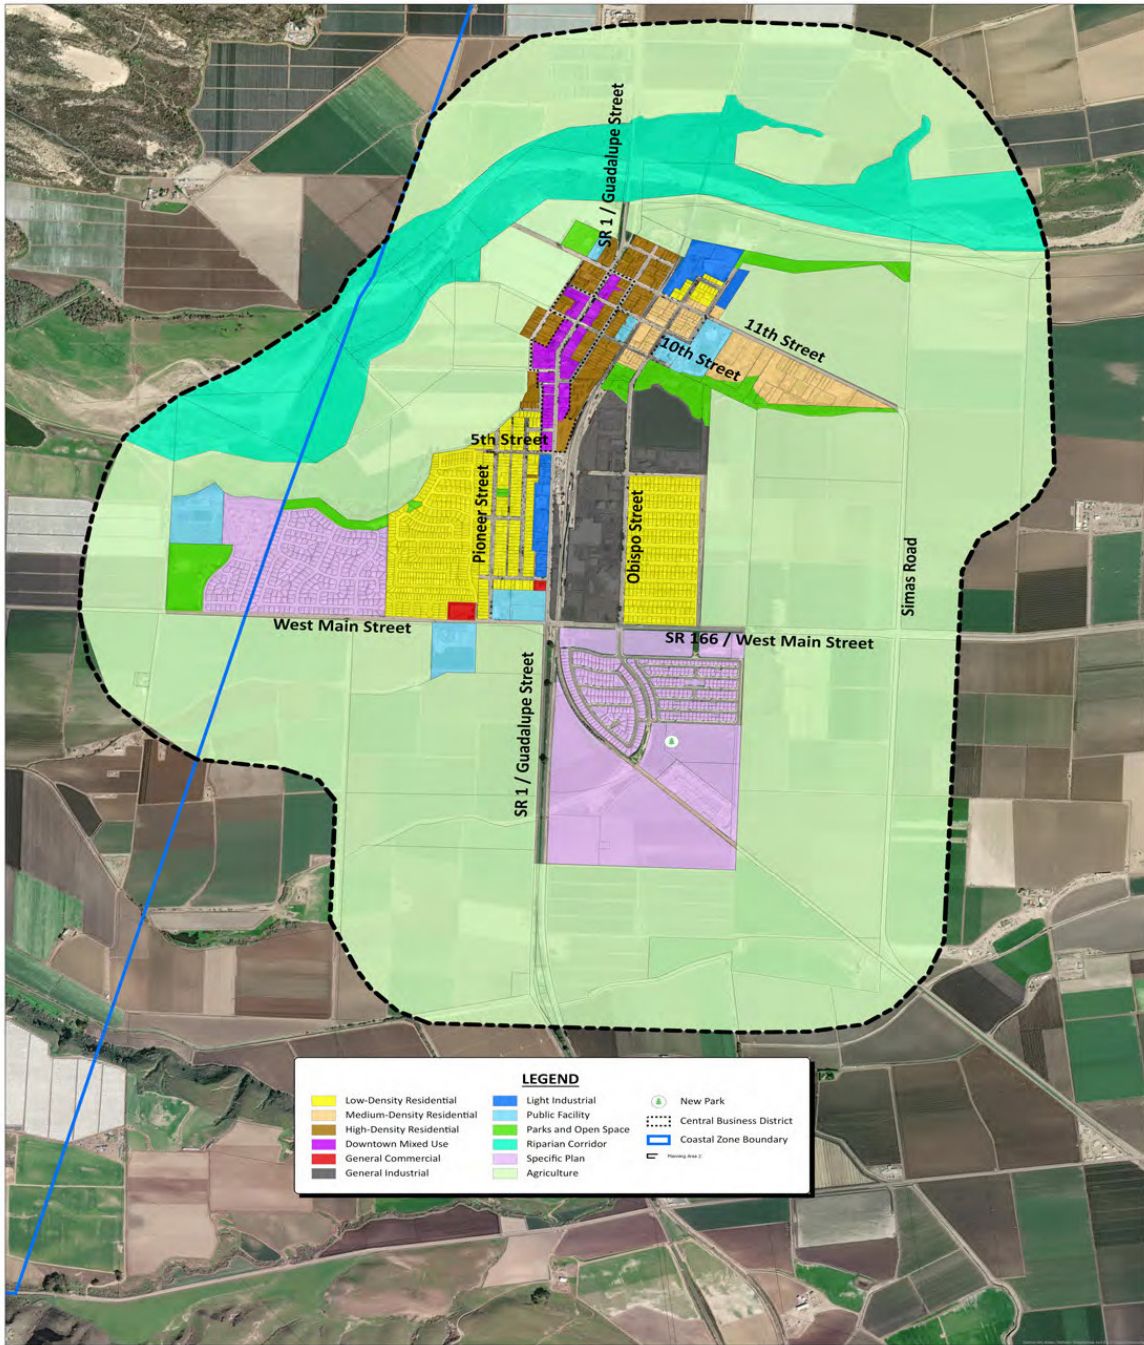 SR 1 / Guadalupe Street
11th Street
10th Street
5th Street
Pioneer Street
Obispo Street
Simas Road
West Main Street
SR 166 / West Main Street
SR 1 / Guadalupe Street
LEGEND
Low-Density Residential
Medium-Density Residential
High-Density Residential
Downtown Mixed Use
General Commercial
General Industrial
Light Industrial
Public Facility
Parks and Open Space
Riparian Corridor
Specific Plan
Agriculture
New Park
Central Business District
Coastal Zone Boundary
Planning Area 2